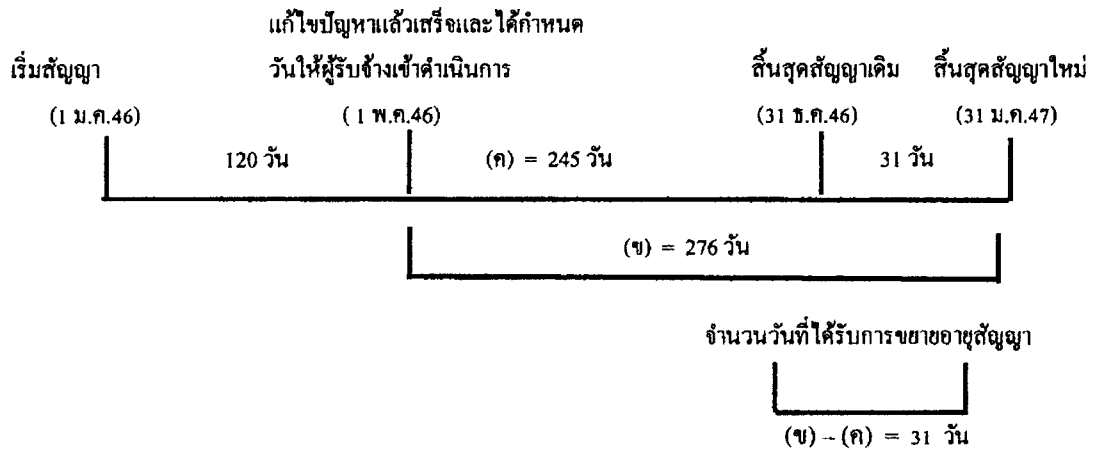 แก้ไขปัญหาแล้วเสร็จและได้กำหนด
เริ่มสัญญา วันให้ผู้รับจ้างเข้าดำเนินการ สิ้นสุดสัญญาเดิม สิ้นสุดสัญญาใหม่
(1 ม.ค.46) ( 1 พ.ค.46) (31 ธ.ค.46) (31 ม.ค.47)
120 วัน (ค) = 245 วัน 31 วัน
(ข) = 276 วัน
จำนวนวันที่ได้รับการขยายอายุสัญญา
(ข) – (ค) = 31 วัน